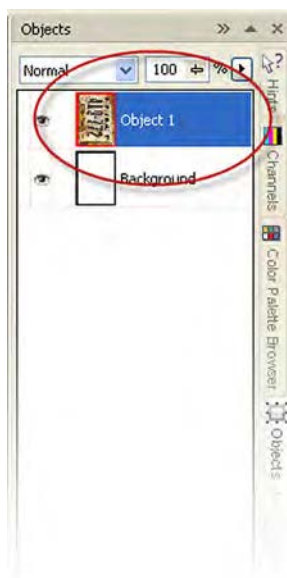 Objects
Normal 100 %
Object 1
Background
Hints
Channels
Color Palette Browser
Objects